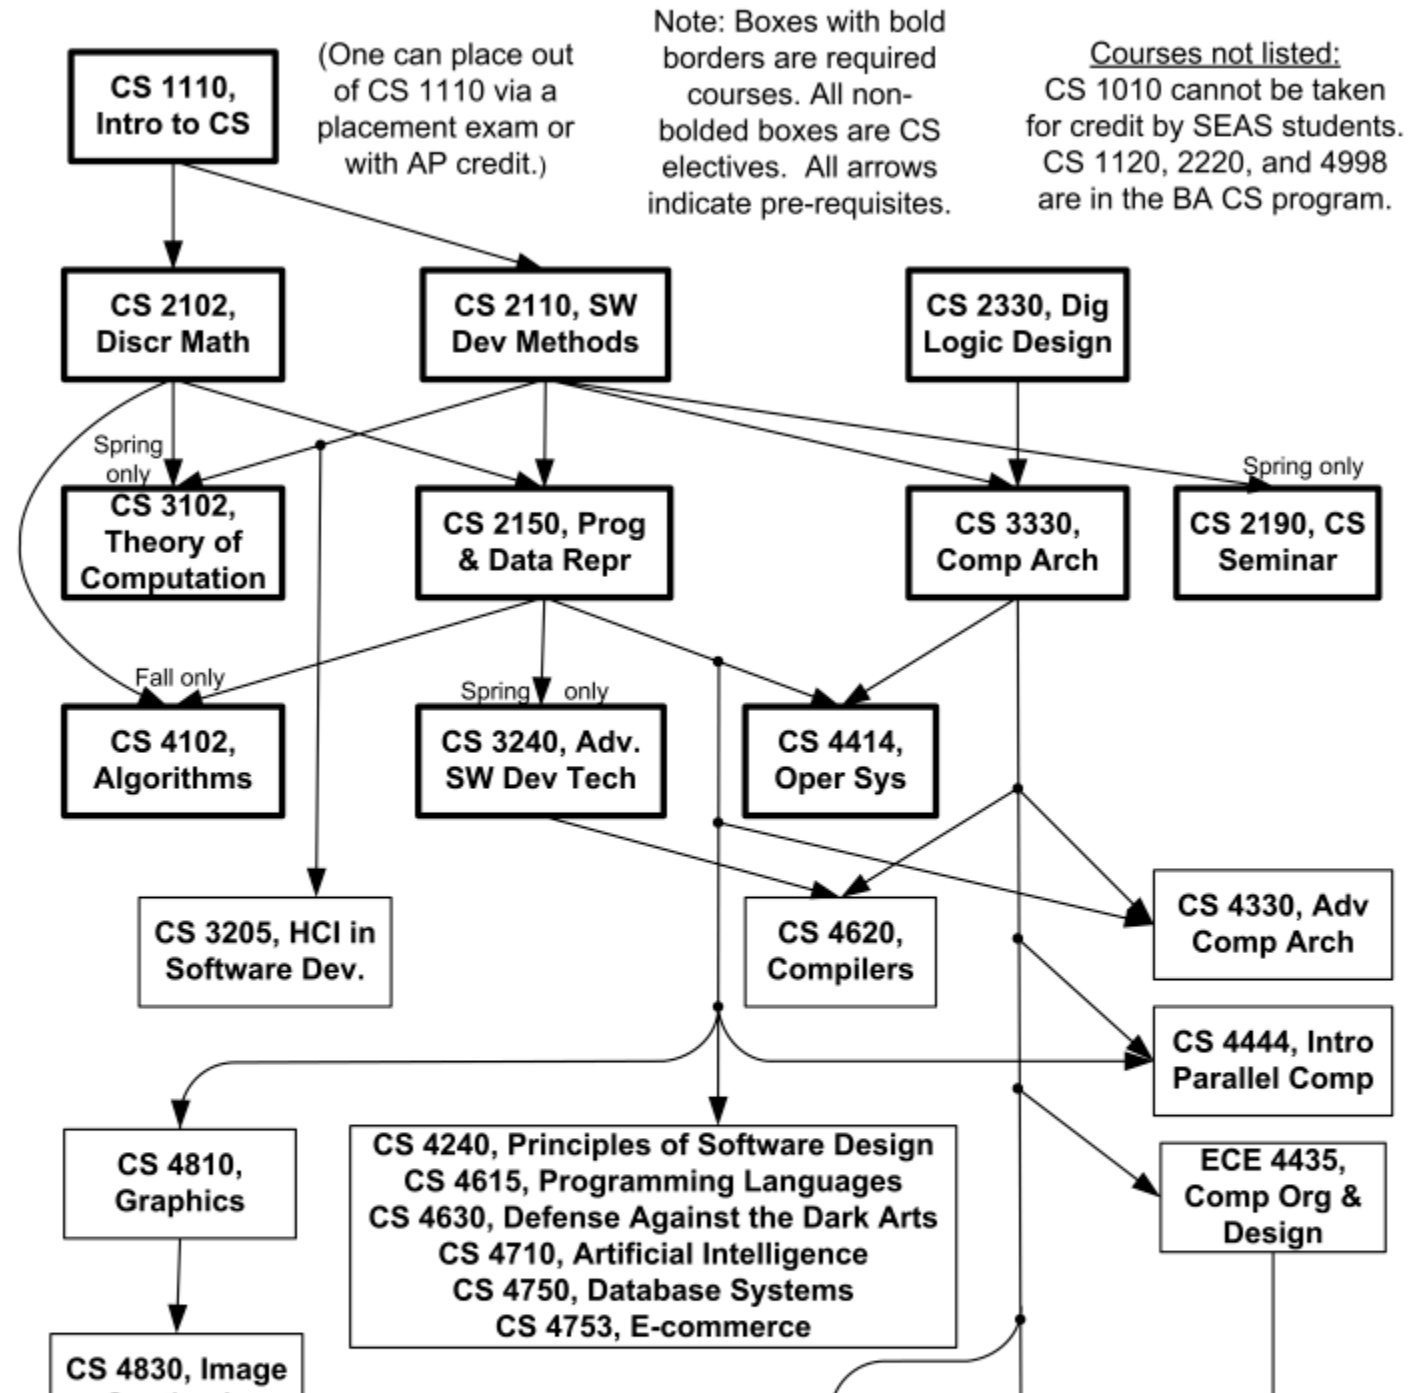 CS 1110,
Intro to CS
(One can place out
of CS 1110 via a
placement exam or
with AP credit.)
Note: Boxes with bold
borders are required
courses. All non-
bolded boxes are CS
electives. All arrows
indicate pre-requisites.
Courses not listed:
CS 1010 cannot be taken
for credit by SEAS students.
CS 1120, 2220, and 4998
are in the BA CS program.
CS 2102,
Discr Math
CS 2110, SW
Dev Methods
CS 2330, Dig
Logic Design
Spring
only
CS 3102,
Theory of
Computation
CS 2150, Prog
& Data Repr
CS 3330,
Comp Arch
Spring only
CS 2190, CS
Seminar
Fall only
CS 4102,
Algorithms
Spring only
CS 3240, Adv.
SW Dev Tech
CS 4414,
Oper Sys
CS 3205, HCI in
Software Dev.
CS 4620,
Compilers
CS 4330, Adv
Comp Arch
CS 4444, Intro
Parallel Comp
CS 4810,
Graphics
CS 4240, Principles of Software Design
CS 4615, Programming Languages
CS 4630, Defense Against the Dark Arts
CS 4710, Artificial Intelligence
CS 4750, Database Systems
CS 4753, E-commerce
ECE 4435,
Comp Org &
Design
CS 4830, Image